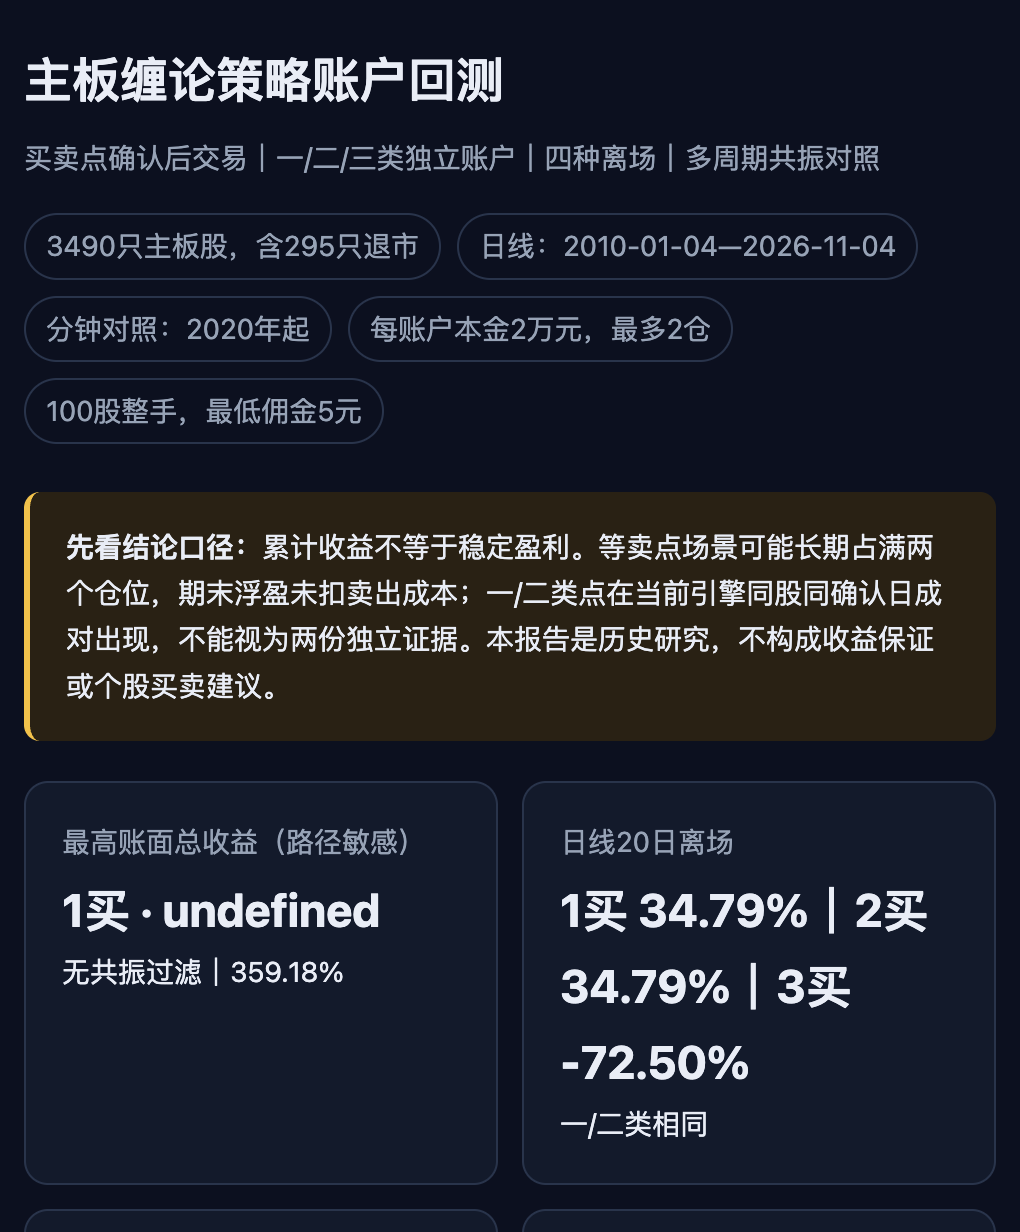 主板缠论策略账户回测
买卖点确认后交易｜一/二/三类独立账户｜四种离场｜多周期共振对照
3490只主板股，含295只退市
日线：2010-01-04—2026-11-04
分钟对照：2020年起
每账户本金2万元，最多2仓
100股整手，最低佣金5元
先看结论口径：累计收益不等于稳定盈利。等卖点场景可能长期占满两
个仓位，期末浮盈未扣卖出成本；一/二类点在当前引擎同股同确认日成
对出现，不能视为两份独立证据。本报告是历史研究，不构成收益保证
或个股买卖建议。
最高账面总收益（路径敏感）
1买 · undefined
无共振过滤｜359.18%
日线20日离场
1买 34.79%｜2买
34.79%｜3买
-72.50%
一/二类相同